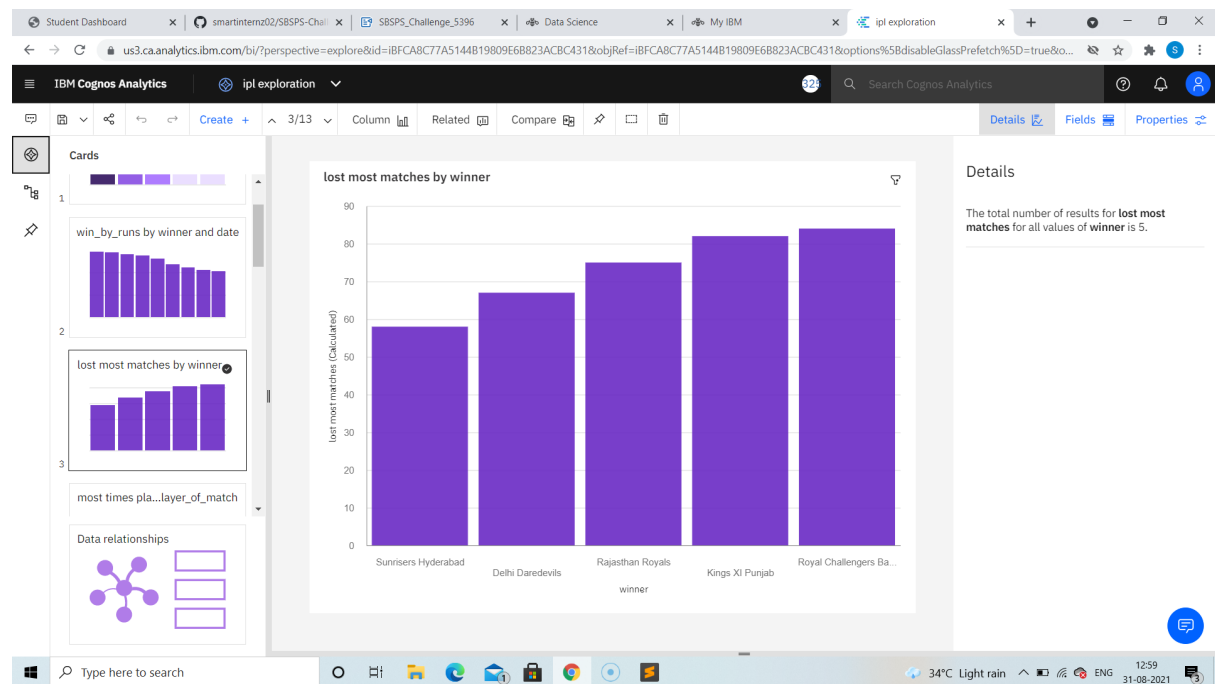 Student Dashboard
smartinternz02/SBSPS-Chall
SBSPS_Challenge_5396
Data Science
My IBM
ipl exploration
us3.ca.analytics.ibm.com/bi/?perspective=explore&id=iBFCA8C77A5144B19809E6B823ACBC431&objRef=iBFCA8C77A5144B19809E6B823ACBC431&options%5BdisableGlassPrefetch%5D=true&o...
S
IBM Cognos Analytics
ipl exploration
325
Search Cognos Analytics
Create +
3/13
Column
Related
Compare
Details
Fields
Properties
Cards
1
win_by_runs by winner and date
2
lost most matches by winner
3
most times pla...layer_of_match
Data relationships
lost most matches by winner
90
80
70
60
50
40
30
20
10
0
lost most matches (Calculated)
Sunrisers Hyderabad
Delhi Daredevils
Rajasthan Royals
Kings XI Punjab
Royal Challengers Ba...
winner
Details
The total number of results for lost most
matches for all values of winner is 5.
Type here to search
1
34°C Light rain
ENG
12:59
31-08-2021
3